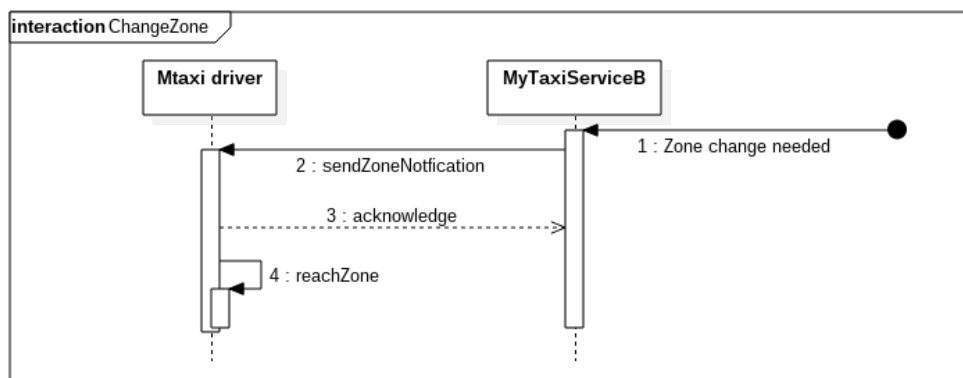 interaction ChangeZone
Mtaxi driver
MyTaxiServiceB
1 : Zone change needed
2 : sendZoneNotfication
3 : acknowledge
4 : reachZone